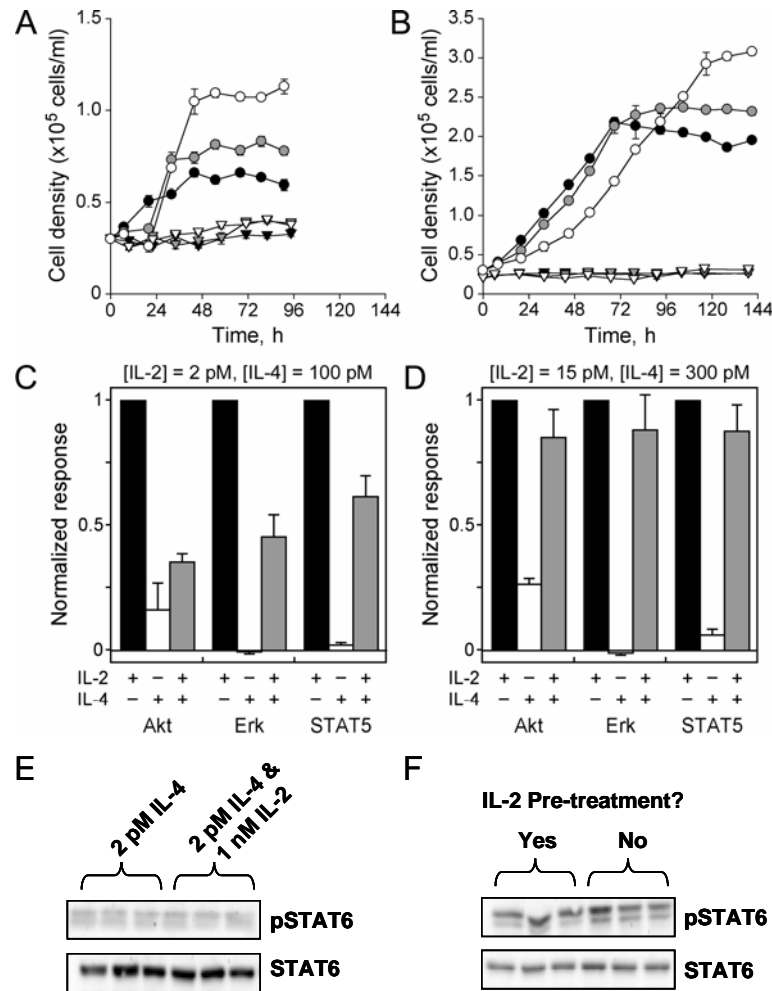 A
B
Cell density (x10⁵ cells/ml)
1.5
1.0
0.5
0
0 24 48 72 96 120 144
Time, h
Cell density (x10⁵ cells/ml)
3.0
2.5
2.0
1.5
1.0
0.5
0
0 24 48 72 96 120 144
Time, h
C
[IL-2] = 2 pM, [IL-4] = 100 pM
Normalized response
1
0.5
0
IL-2 + − + + − + + − +
IL-4 − + + − + + − + +
Akt Erk STAT5
D
[IL-2] = 15 pM, [IL-4] = 300 pM
Normalized response
1
0.5
0
IL-2 + − + + − + + − +
IL-4 − + + − + + − + +
Akt Erk STAT5
E
2 pM IL-4
2 pM IL-4 &
1 nM IL-2
pSTAT6
STAT6
F
IL-2 Pre-treatment?
Yes No
pSTAT6
STAT6